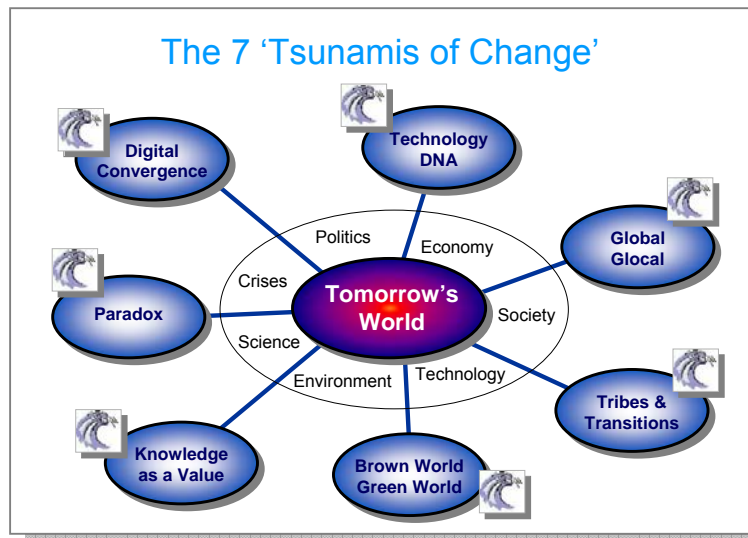 The 7 ‘Tsunamis of Change’
Digital
Convergence
Technology
DNA
Global
Glocal
Politics
Economy
Crises
Tomorrow’s
World
Society
Paradox
Science
Environment
Technology
Tribes &
Transitions
Knowledge
as a Value
Brown World
Green World